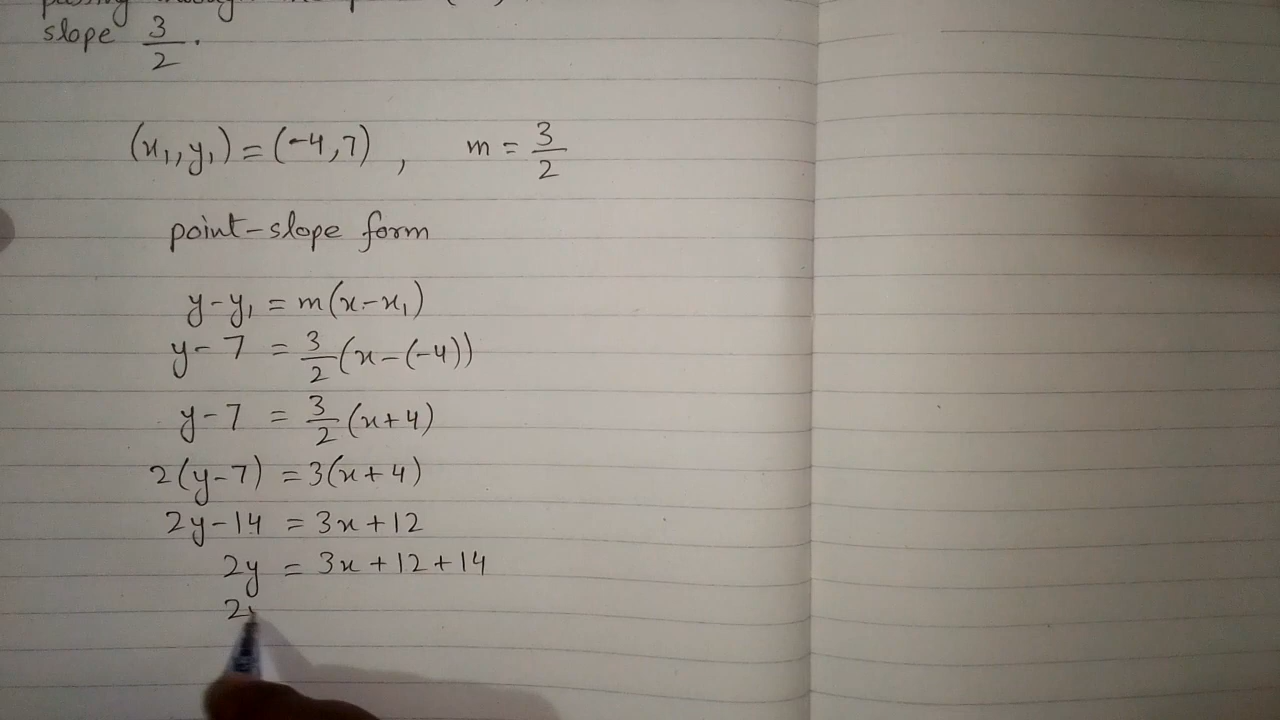 slope 3/2.
(x₁,y₁) = (-4,7) , m = 3/2
point-slope form
y-y₁ = m(x-x₁)
y-7 = 3/2(x-(-4))
y-7 = 3/2(x+4)
2(y-7) = 3(x+4)
2y-14 = 3x+12
2y = 3x+12+14
2